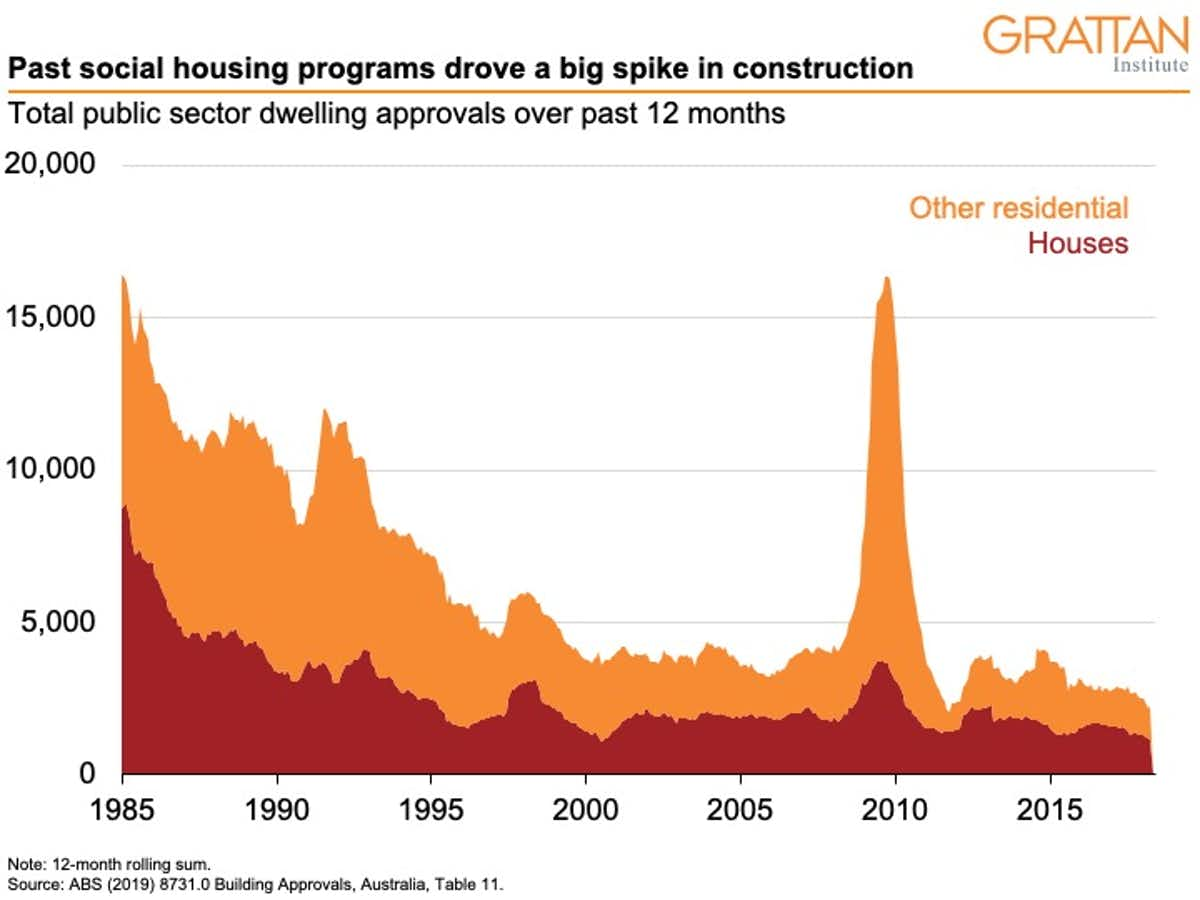 GRATTAN
Institute
Past social housing programs drove a big spike in construction
Total public sector dwelling approvals over past 12 months
20,000
Other residential
Houses
15,000
10,000
5,000
0
1985 1990 1995 2000 2005 2010 2015
Note: 12-month rolling sum.
Source: ABS (2019) 8731.0 Building Approvals, Australia, Table 11.